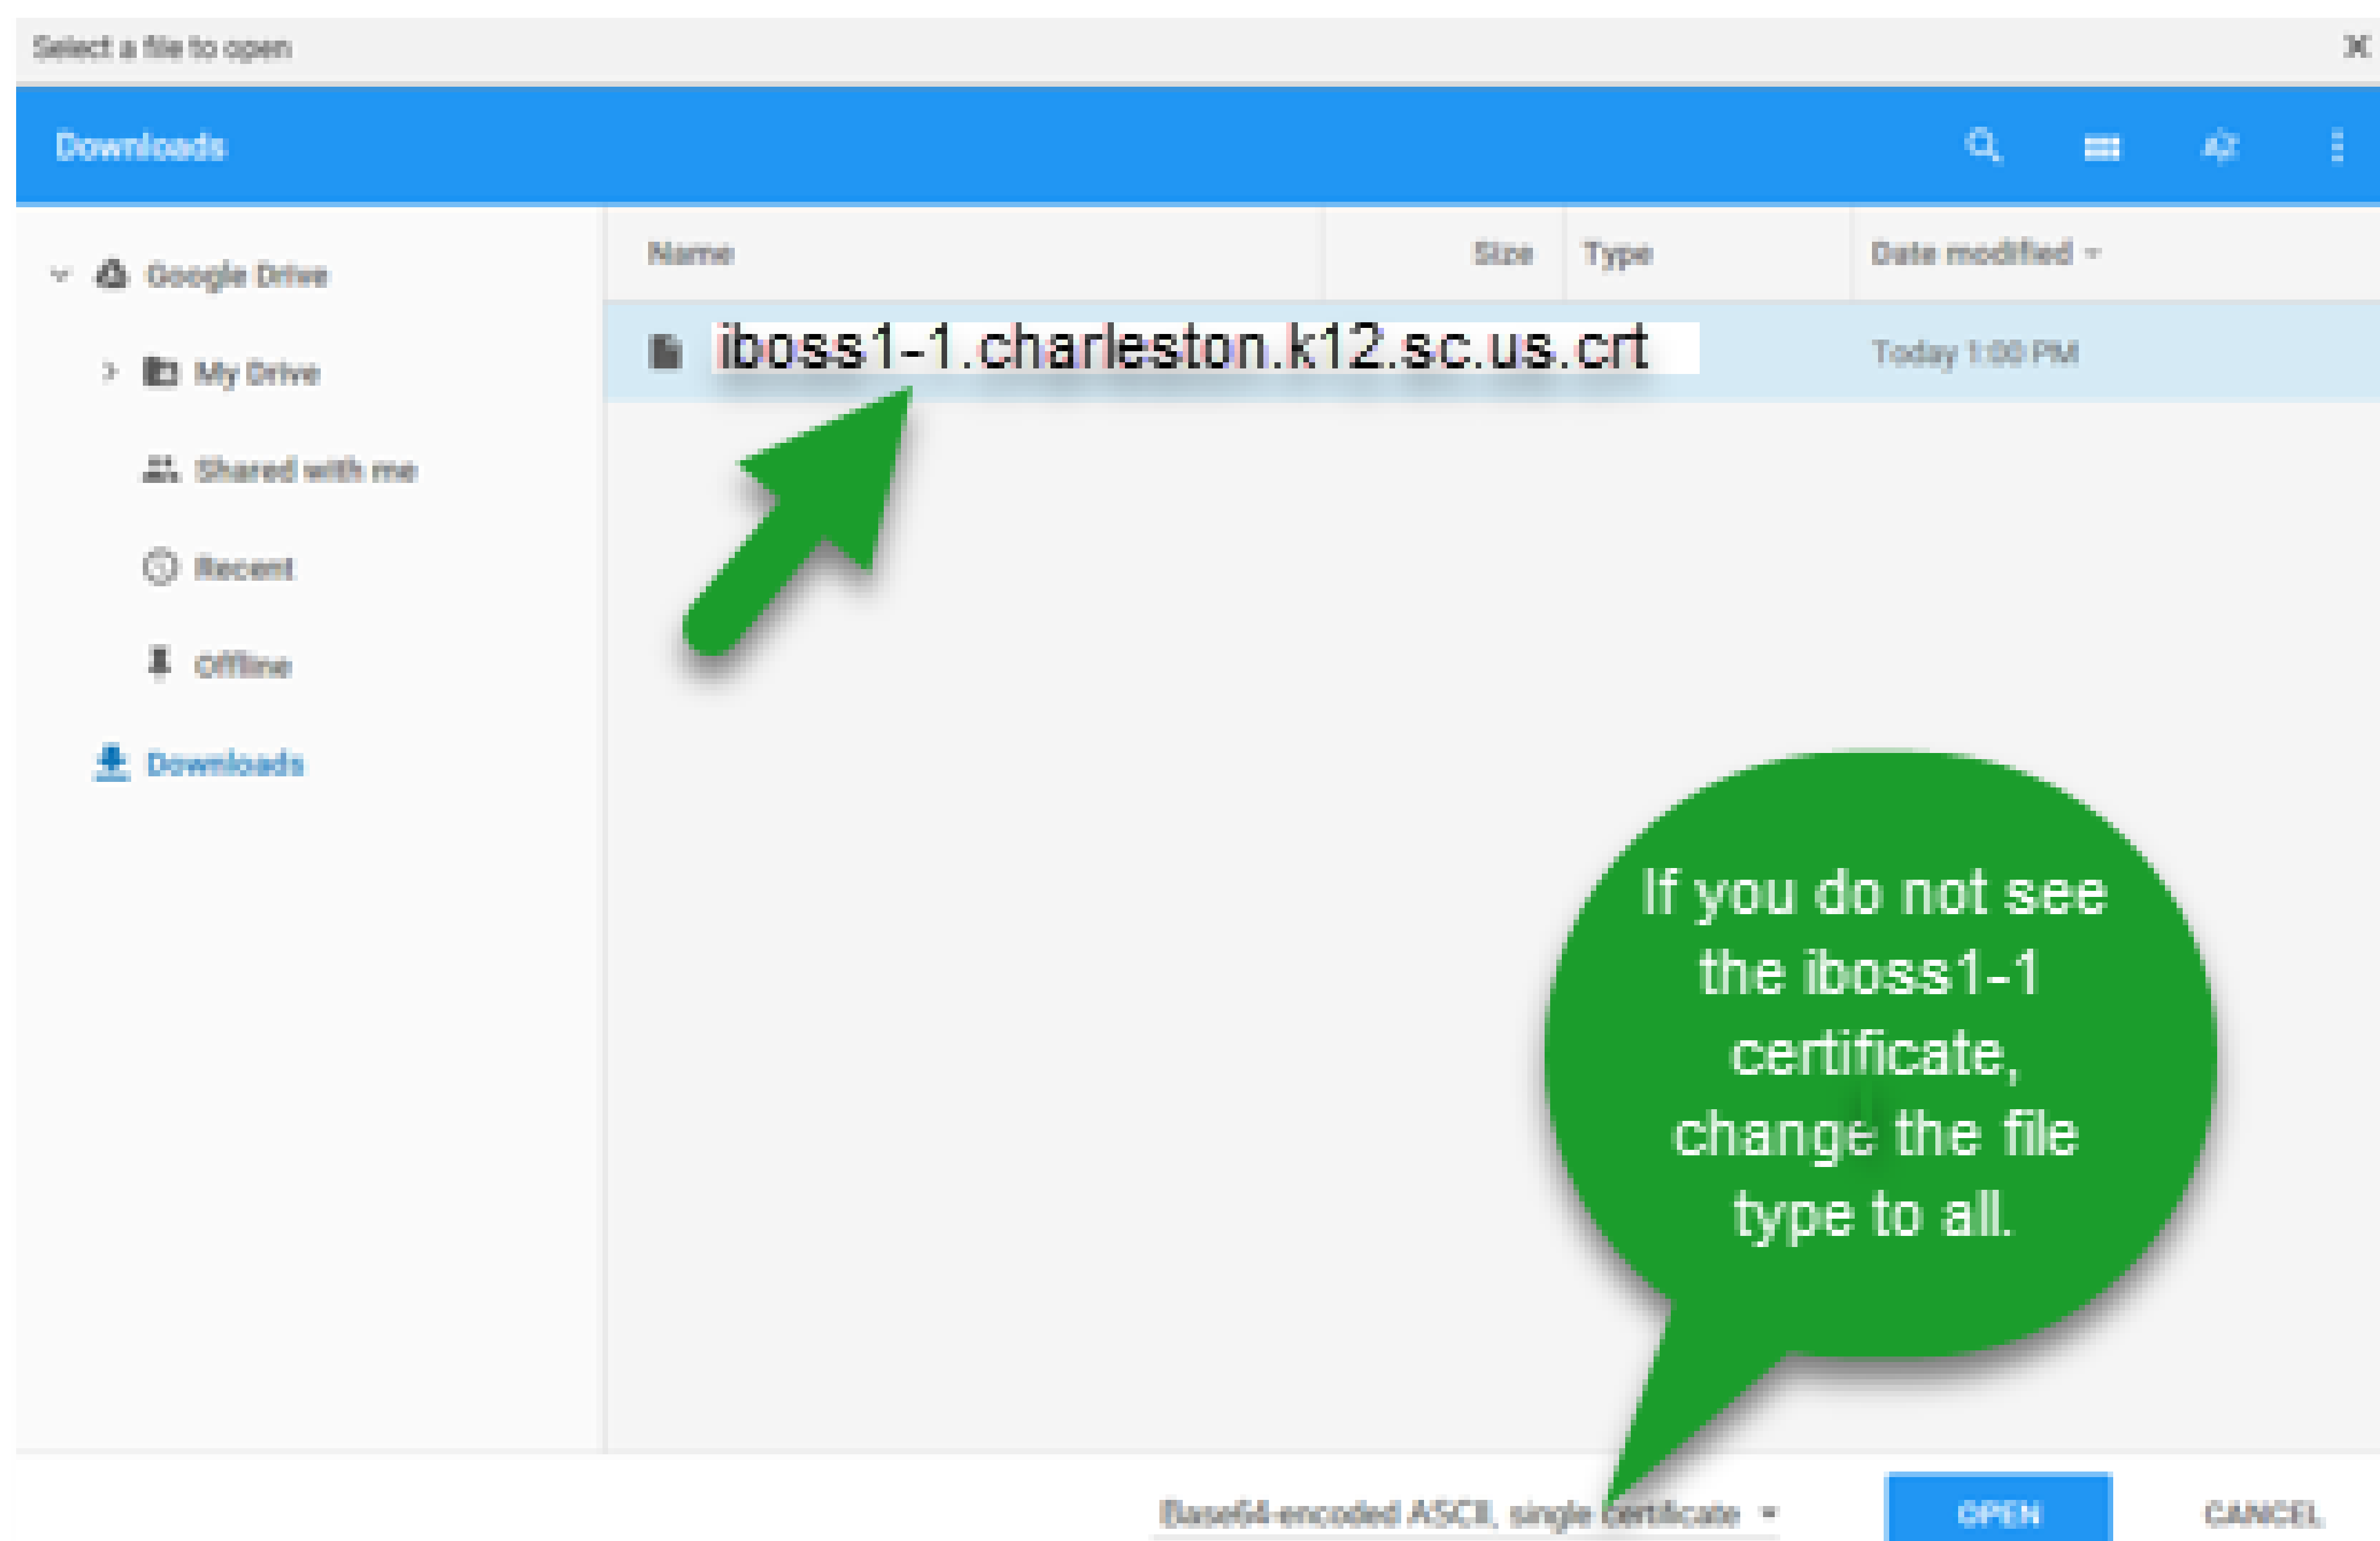 Select a file to open
Downloads
Name Size Type Date modified
Google Drive
iboss1-1.charleston.k12.sc.us.crt Today 1:00 PM
My Drive
Shared with me
Recent
Offline
Downloads
If you do not see
the iboss1-1
certificate,
change the file
type to all.
Base64-encoded ASCII, single certificate OPEN CANCEL